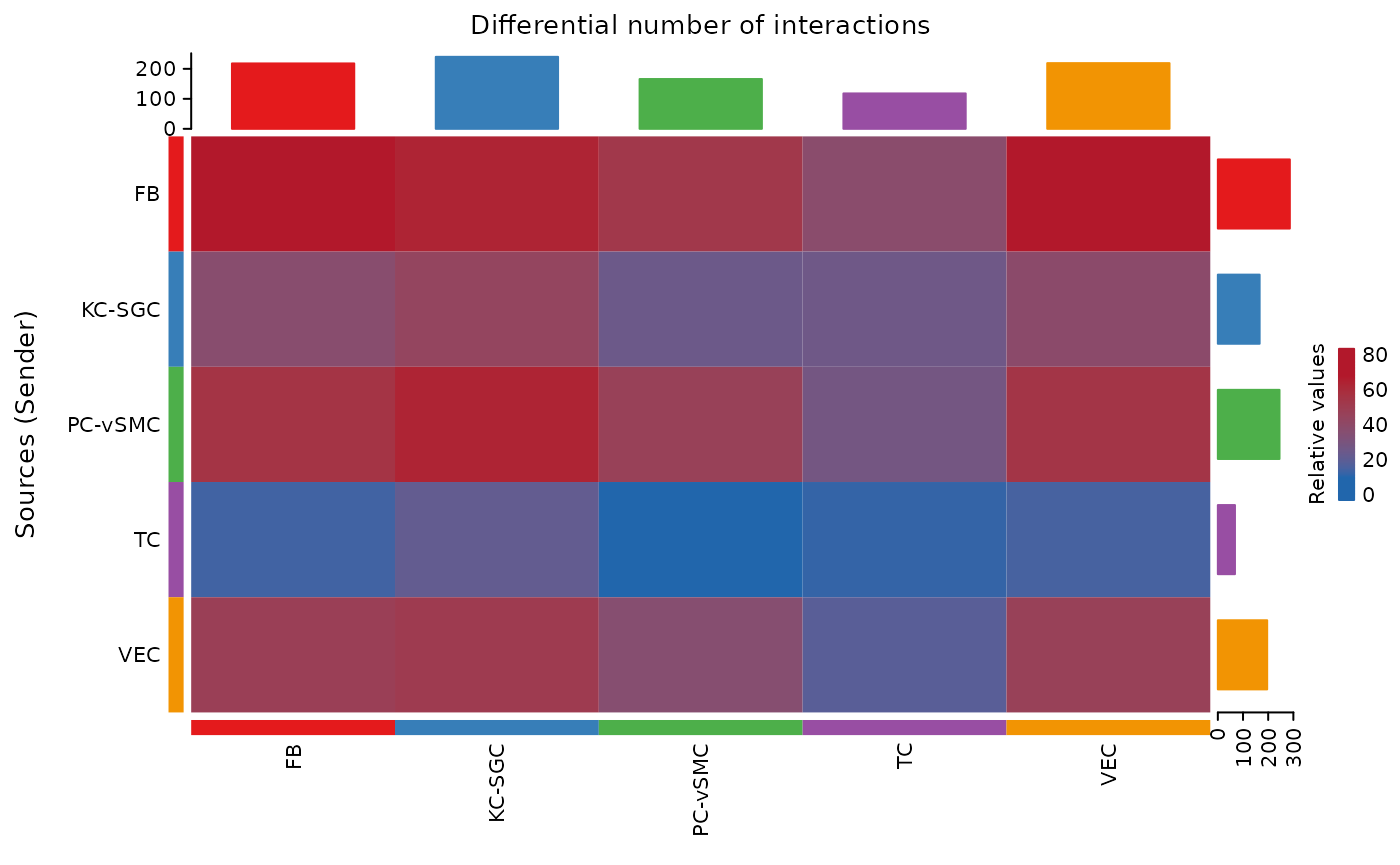 Differential number of interactions
200
100
0
FB
KC-SGC
PC-vSMC
TC
VEC
Sources (Sender)
FB
KC-SGC
PC-vSMC
TC
VEC
0
100
200
300
Relative values
80
60
40
20
0